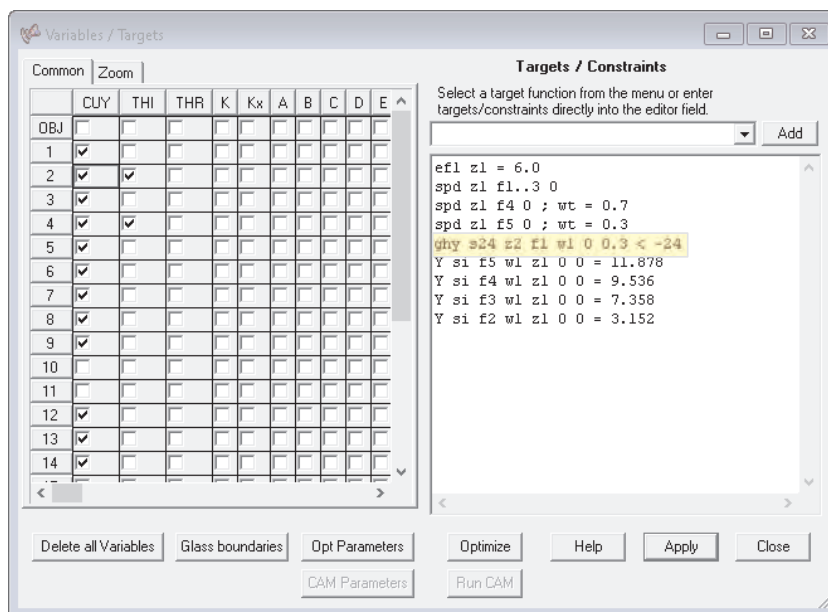 Variables / Targets
Common Zoom
CUY THI THR K Kx A B C D E
OBJ
1
2
3
4
5
6
7
8
9
10
11
12
13
14
Targets / Constraints
Select a function from the menu or enter
targets/constraints directly into the editor field.
Add
efl z1 = 6.0
spd z1 f1..3 0
spd z1 f4 0 ; wt = 0.7
spd z1 f5 0 ; wt = 0.3
ghy s24 z2 f1 w1 0 0.3 < -24
Y si f5 w1 z1 0 0 = 11.878
Y si f4 w1 z1 0 0 = 9.536
Y si f3 w1 z1 0 0 = 7.358
Y si f2 w1 z1 0 0 = 3.152
Delete all Variables Glass boundaries Opt Parameters Optimize Help Apply Close
CAM Parameters Run CAM